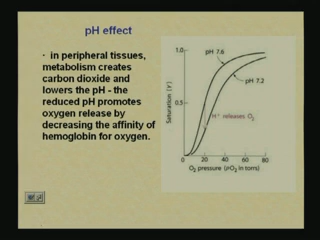 pH effect
· in peripheral tissues,
metabolism creates
carbon dioxide and
lowers the pH - the
reduced pH promotes
oxygen release by
decreasing the affinity of
hemoglobin for oxygen.
1.0
pH 7.6
pH 7.2
Saturation (Y)
0.5
H⁺ releases O₂
0
0 20 40 60 80
O₂ pressure (pO₂ in torrs)